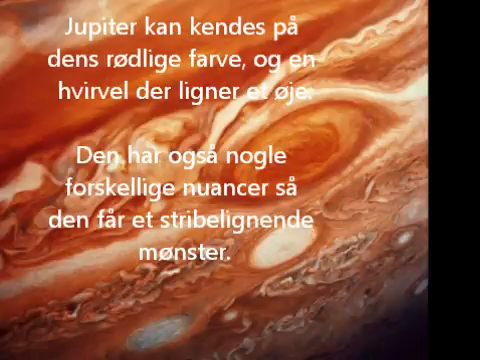 Jupiter kan kendes på
dens rødlige farve, og en
hvirvel der ligner et øje.
Den har også nogle
forskellige nuancer så
den får et stribelignende
mønster.